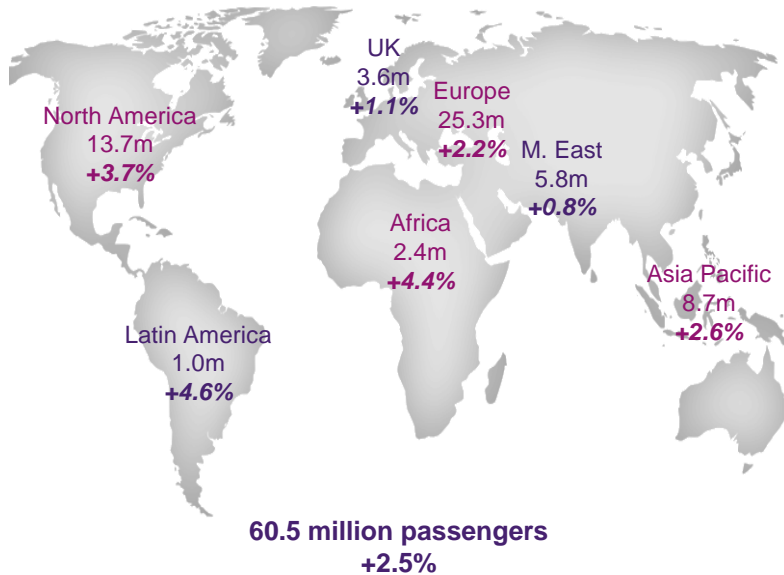 UK
3.6m
+1.1%
Europe
25.3m
+2.2%
North America
13.7m
+3.7%
M. East
5.8m
+0.8%
Africa
2.4m
+4.4%
Asia Pacific
8.7m
+2.6%
Latin America
1.0m
+4.6%
60.5 million passengers
+2.5%